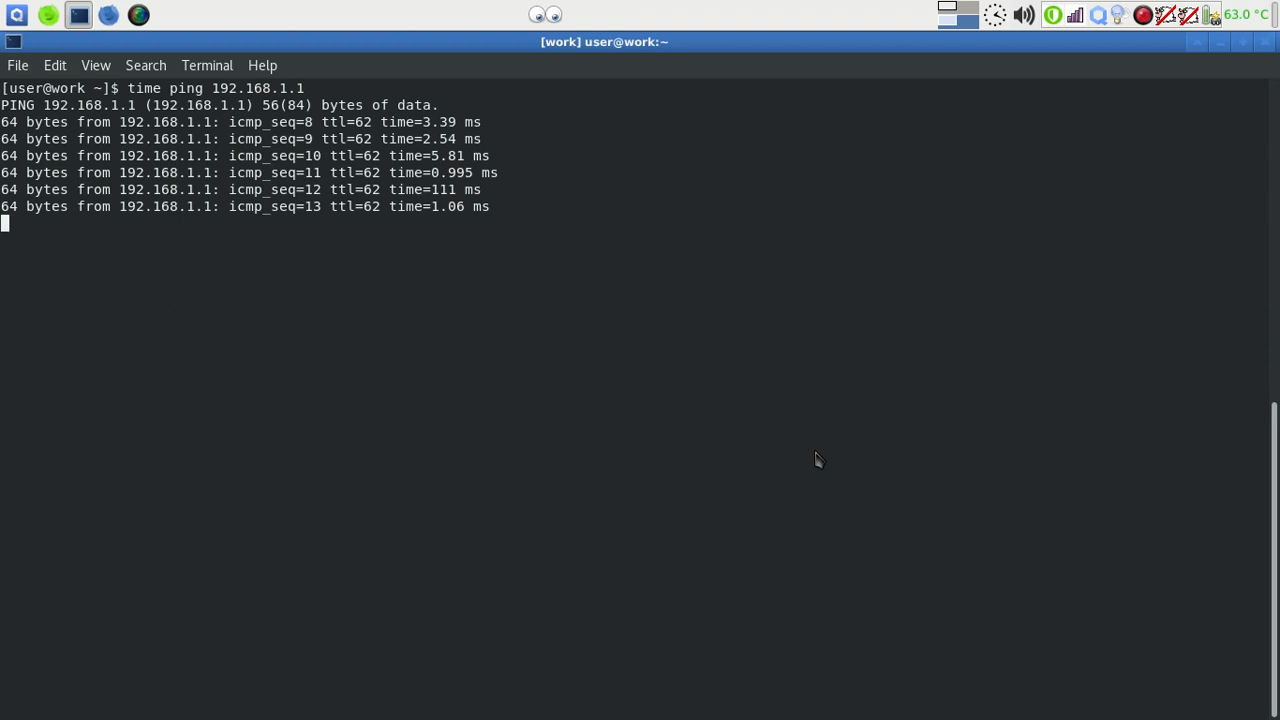 63.0 °C
[work] user@work:~
File Edit View Search Terminal Help
[user@work ~]$ time ping 192.168.1.1
PING 192.168.1.1 (192.168.1.1) 56(84) bytes of data.
64 bytes from 192.168.1.1: icmp_seq=8 ttl=62 time=3.39 ms
64 bytes from 192.168.1.1: icmp_seq=9 ttl=62 time=2.54 ms
64 bytes from 192.168.1.1: icmp_seq=10 ttl=62 time=5.81 ms
64 bytes from 192.168.1.1: icmp_seq=11 ttl=62 time=0.995 ms
64 bytes from 192.168.1.1: icmp_seq=12 ttl=62 time=111 ms
64 bytes from 192.168.1.1: icmp_seq=13 ttl=62 time=1.06 ms